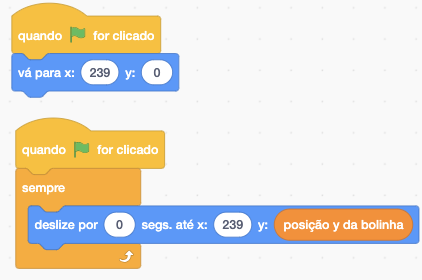 quando for clicado
vá para x: 239 y: 0
quando for clicado
sempre
deslize por 0 segs. até x: 239 y: posição y da bolinha